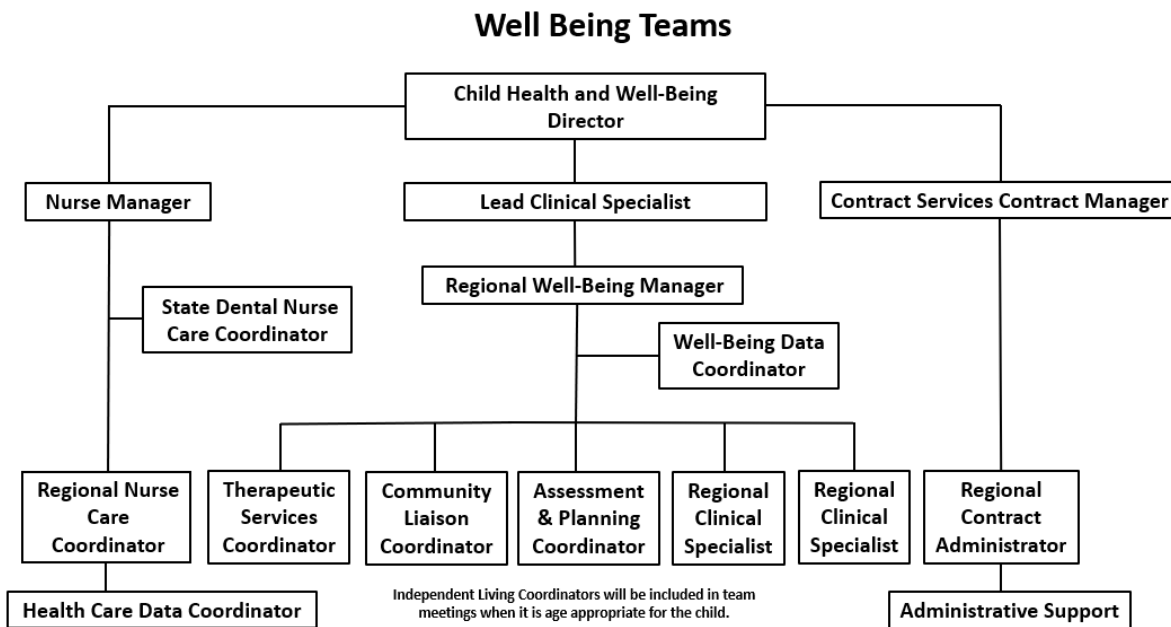 Well Being Teams
Child Health and Well-Being
Director
Nurse Manager
Lead Clinical Specialist
Contract Services Contract Manager
Regional Well-Being Manager
State Dental Nurse
Care Coordinator
Well-Being Data
Coordinator
Regional Nurse
Care
Coordinator
Therapeutic
Services
Coordinator
Community
Liaison
Coordinator
Assessment
& Planning
Coordinator
Regional
Clinical
Specialist
Regional
Clinical
Specialist
Regional
Contract
Administrator
Health Care Data Coordinator
Independent Living Coordinators will be included in team
meetings when it is age appropriate for the child.
Administrative Support